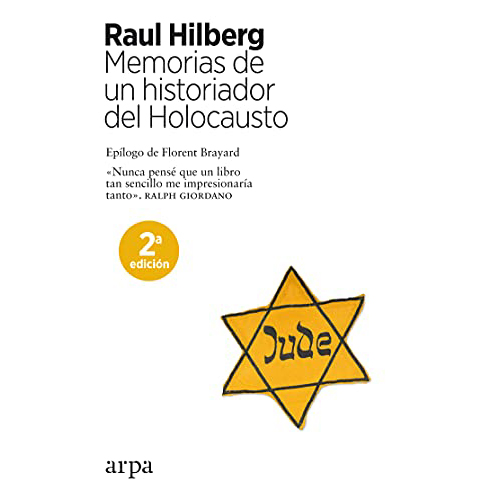 Raul Hilberg
Memorias de
un historiador
del Holocausto
Epílogo de Florent Brayard
«Nunca pensé que un libro
tan sencillo me impresionaría
tanto». RALPH GIORDANO
2ª
edición
Jude
arpa